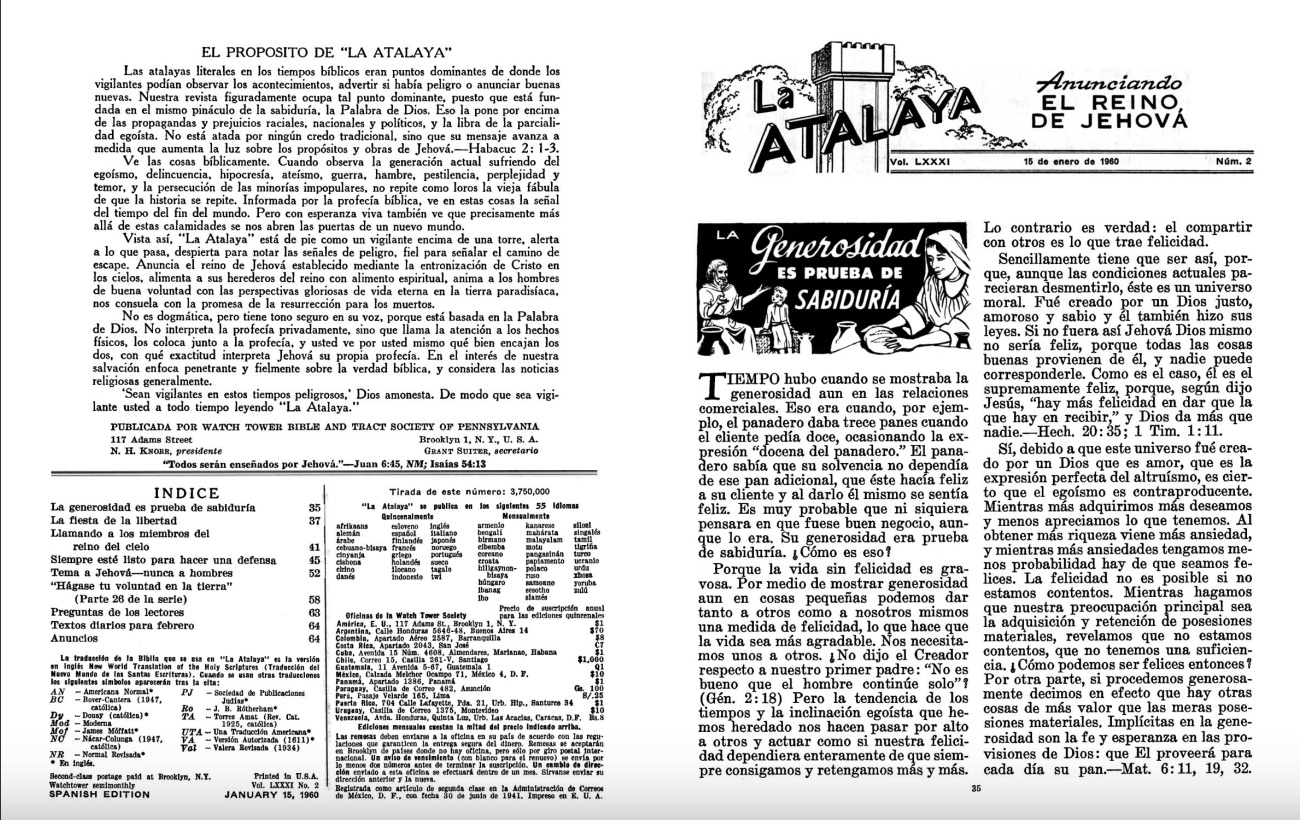 EL PROPOSITO DE "LA ATALAYA"
Las atalayas literales en los tiempos bíblicos eran puntos dominantes de donde los
vigilantes podían observar los acontecimientos, advertir si había peligro o anunciar buenas
nuevas. Nuestra revista figuradamente ocupa tal punto dominante, puesto que está fun-
dada en el mismo pináculo de la sabiduría, la Palabra de Dios. Eso la pone por encima
de las propagandas y prejuicios raciales, nacionales y políticos, y la libra de la parciali-
dad egoísta. No está atada por ningún credo tradicional, sino que su mensaje avanza a
medida que aumenta la luz sobre los propósitos y obras de Jehová.—Habacuc 2:1-3.
Ve las cosas bíblicamente. Cuando observa la generación actual sufriendo del
egoísmo, delincuencia, hipocresía, ateísmo, guerra, hambre, pestilencia, perplejidad y
temor, y la persecución de las minorías impopulares, no repite como loros la vieja fábula
de que la historia se repite. Informada por la profecía bíblica, ve en estas cosas la señal
del tiempo del fin del mundo. Pero con esperanza viva también ve que precisamente más
allá de estas calamidades se nos abren las puertas de un nuevo mundo.
Vista así, "La Atalaya" está de pie como un vigilante encima de una torre, alerta
a lo que pasa, despierta para notar las señales de peligro, fiel para señalar el camino de
escape. Anuncia el reino de Jehová establecido mediante la entronización de Cristo en
los cielos, alimenta a sus herederos del reino con alimento espiritual, anima a los hombres
de buena voluntad con las perspectivas gloriosas de vida eterna en la tierra paradisíaca,
nos consuela con la promesa de la resurrección para los muertos.
No es dogmática, pero tiene tono seguro en su voz, porque está basada en la Palabra
de Dios. No interpreta la profecía privadamente, sino que llama la atención a los hechos
físicos, los coloca junto a la profecía, y usted ve por usted mismo qué bien encajan los
dos, con qué exactitud interpreta Jehová su propia profecía. En el interés de nuestra
salvación enfoca penetrante y fielmente sobre la verdad bíblica, y considera las noticias
religiosas generalmente.
'Sean vigilantes en estos tiempos peligrosos,' Dios amonesta. De modo que sea vigi-
lante usted a todo tiempo leyendo "La Atalaya."
PUBLICADA POR WATCH TOWER BIBLE AND TRACT SOCIETY OF PENNSYLVANIA
117 Adams Street Brooklyn 1, N. Y., U. S. A.
N. H. KNORR, presidente GRANT SUITER, secretario
"Todos serán enseñados por Jehová."—Juan 6:45, NM; Isaías 54:13
INDICE
La generosidad es prueba de sabiduría 35
La fiesta de la libertad 37
Llamando a los miembros del
reino del cielo 41
Siempre esté listo para hacer una defensa 45
Tema a Jehová—nunca a hombres 52
"Hágase tu voluntad en la tierra"
(Parte 26 de la serie) 58
Preguntas de los lectores 63
Textos diarios para febrero 64
Anuncios 64
La traducción de la Biblia que se usa en "La Atalaya" es la versión
en inglés New World Translation of the Holy Scriptures (Traducción del
Nuevo Mundo de las Santas Escrituras). Cuando se usan otras traducciones
los siguientes símbolos aparecerán tras la cita:
AN – Americana Normal* PJ – Sociedad de Publicaciones
BC – Bover-Cantera (1947, Judías*
católica) Ro – J. B. Rótherham*
Dy – Douay (católica)* TA – Torres Amat (Rev. Cat.
Mod – Moderna 1925, católica)
Mof – James Móffatt* UTA – Una Traducción Americana*
NC – Nácar-Colunga (1947, VA – Versión Autorizada (1611)*
católica) Val – Valera Revisada (1934)
NR – Normal Revisada*
* En inglés.
Second-class postage paid at Brooklyn, N.Y. Printed in U.S.A.
Watchtower semimonthly Vol. LXXXI No. 2
SPANISH EDITION JANUARY 15, 1960
Tirada de este número: 3,750,000
"La Atalaya" se publica en los siguientes 55 idiomas
Quincenalmente Mensualmente
afrikaans esloveno inglés armenio kanarese silozi
alemán español italiano bengalí mahárata singalés
árabe finlandés japonés birmano malayalam tamil
cebuano-bisaya francés noruego cibemba motu tigriña
cinyanja griego portugués coreano pangasinán turco
cishona holandés sueco croata papiamento ucranio
chino ilocano tagalo hiligaynon- polaco urdu
danés indonesio twi bisaya ruso xhosa
húngaro samoano yoruba
ibanag sesotho zulú
ibo siamés
Precio de suscripción anual
Oficinas de la Watch Tower Society para las ediciones quincenales
América, E. U., 117 Adams St., Brooklyn 1, N. Y. $1
Argentina, Calle Honduras 5646-48, Buenos Aires 14 $70
Colombia, Apartado Aéreo 2587, Barranquilla $8
Costa Rica, Apartado 2043, San José C7
Cuba, Avenida 15 Núm. 4608, Almendares, Marianao, Habana $1
Chile, Correo 15, Casilla 261-V, Santiago $1,000
Guatemala, 11 Avenida 5-67, Guatemala 1 Q1
México, Calzada Melchor Ocampo 71, México 4, D. F. $10
Panamá, Apartado 1386, Panamá $1
Paraguay, Casilla de Correo 482, Asunción Gs. 100
Perú, Pasaje Velarde 165, Lima S/.25
Puerto Rico, 704 Calle Lafayette, Pda. 21, Urb. Hip., Santurce 34 $1
Uruguay, Casilla de Correo 1375, Montevideo $10
Venezuela, Avda. Honduras, Quinta Luz, Urb. Las Acacias, Caracas, D.F. Bs.8
Ediciones mensuales cuestan la mitad del precio indicado arriba.
Las remesas deben enviarse a la oficina en su país de acuerdo con las regu-
laciones que garanticen la entrega segura del dinero. Remesas se aceptarán
en Brooklyn de países donde no hay oficina, pero sólo por giro postal inter-
nacional. Un aviso de vencimiento (con blanco para el renuevo) se envía por
lo menos dos números antes de terminar la suscripción. Un cambio de direc-
ción enviado a esta oficina se efectuará dentro de un mes. Sírvanse enviar su
dirección anterior y la nueva.
Registrada como artículo de segunda clase en la Administración de Correos
de México, D. F., con fecha 30 de junio de 1941. Impreso en E. U. A.
La
ATALAYA
Anunciando
EL REINO
DE JEHOVÁ
Vol. LXXXI 15 de enero de 1960 Núm. 2
LA
Generosidad
ES PRUEBA DE
SABIDURÍA
TIEMPO hubo cuando se mostraba la
generosidad aun en las relaciones
comerciales. Eso era cuando, por ejem-
plo, el panadero daba trece panes cuando
el cliente pedía doce, ocasionando la ex-
presión "docena del panadero." El pana-
dero sabía que su solvencia no dependía
de ese pan adicional, que éste hacía feliz
a su cliente y al darlo él mismo se sentía
feliz. Es muy probable que ni siquiera
pensara en que fuese buen negocio, aun-
que lo era. Su generosidad era prueba
de sabiduría. ¿Cómo es eso?
Porque la vida sin felicidad es gra-
vosa. Por medio de mostrar generosidad
aun en cosas pequeñas podemos dar
tanto a otros como a nosotros mismos
una medida de felicidad, lo que hace que
la vida sea más agradable. Nos necesita-
mos unos a otros. ¿No dijo el Creador
respecto a nuestro primer padre: "No es
bueno que el hombre continúe solo"?
(Gén. 2:18) Pero la tendencia de los
tiempos y la inclinación egoísta que he-
mos heredado nos hacen pasar por alto
a otros y actuar como si nuestra felici-
dad dependiera enteramente de que siem-
pre consigamos y retengamos más y más.
Lo contrario es verdad: el compartir
con otros es lo que trae felicidad.
Sencillamente tiene que ser así, por-
que, aunque las condiciones actuales pa-
recieran desmentirlo, éste es un universo
moral. Fué creado por un Dios justo,
amoroso y sabio y él también hizo sus
leyes. Si no fuera así Jehová Dios mismo
no sería feliz, porque todas las cosas
buenas provienen de él, y nadie puede
corresponderle. Como es el caso, él es el
supremamente feliz, porque, según dijo
Jesús, "hay más felicidad en dar que la
que hay en recibir," y Dios da más que
nadie.—Hech. 20:35; 1 Tim. 1:11.
Sí, debido a que este universo fué crea-
do por un Dios que es amor, que es la
expresión perfecta del altruísmo, es cier-
to que el egoísmo es contraproducente.
Mientras más adquirimos más deseamos
y menos apreciamos lo que tenemos. Al
obtener más riqueza viene más ansiedad,
y mientras más ansiedades tengamos me-
nos probabilidad hay de que seamos fe-
lices. La felicidad no es posible si no
estamos contentos. Mientras hagamos
que nuestra preocupación principal sea
la adquisición y retención de posesiones
materiales, revelamos que no estamos
contentos, que no tenemos una suficien-
cia. ¿Cómo podemos ser felices entonces?
Por otra parte, si procedemos generosa-
mente decimos en efecto que hay otras
cosas de más valor que las meras pose-
siones materiales. Implícitas en la gene-
rosidad son la fe y esperanza en las pro-
visiones de Dios: que El proveerá para
cada día su pan.—Mat. 6:11, 19, 32.
35